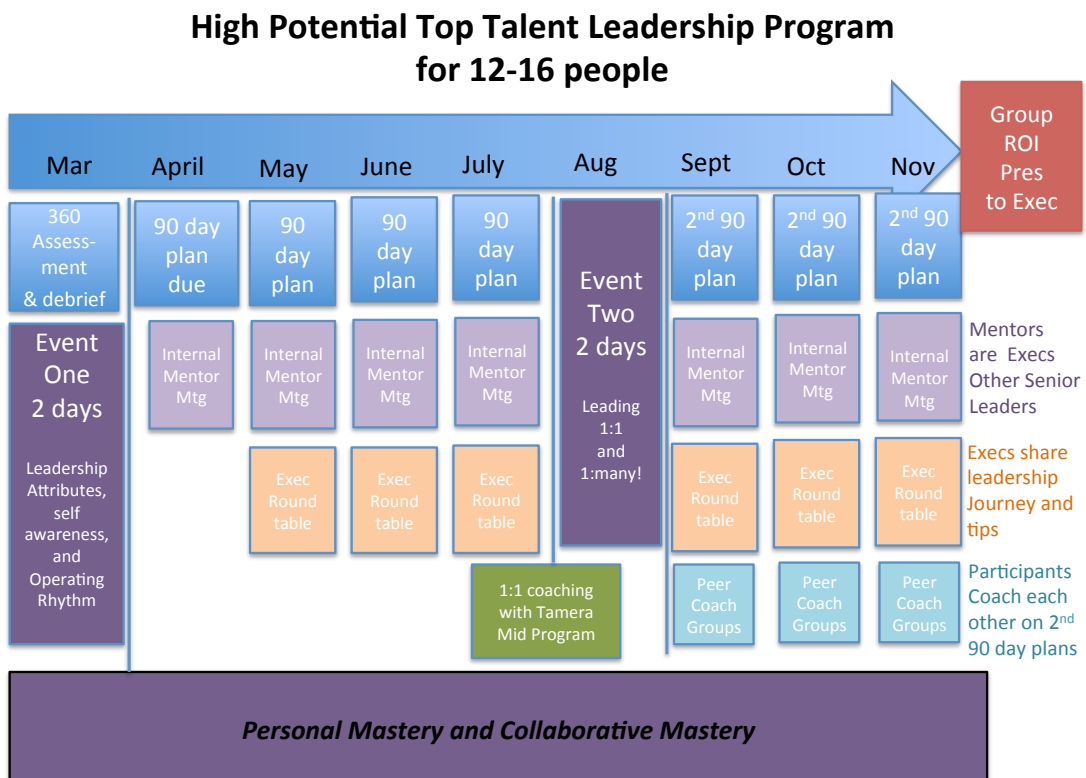 High Potential Top Talent Leadership Program
for 12-16 people
Mar
April
May
June
July
Aug
Sept
Oct
Nov
Group
ROI
Pres
to Exec
360
Assess-
ment
& debrief
90 day
plan
due
90
day
plan
90
day
plan
90
day
plan
Event
Two
2 days
Leading
1:1
and
1:many!
2nd 90
day
plan
2nd 90
day
plan
2nd 90
day
plan
Event
One
2 days
Leadership
Attributes,
self
awareness,
and
Operating
Rhythm
Internal
Mentor
Mtg
Internal
Mentor
Mtg
Internal
Mentor
Mtg
Internal
Mentor
Mtg
Internal
Mentor
Mtg
Internal
Mentor
Mtg
Internal
Mentor
Mtg
Mentors
are Execs
Other Senior
Leaders
Exec
Round
table
Exec
Round
table
Exec
Round
table
Exec
Round
table
Exec
Round
table
Exec
Round
table
Execs share
leadership
Journey and
tips
1:1 coaching
with Tamera
Mid Program
Peer
Coach
Groups
Peer
Coach
Groups
Peer
Coach
Groups
Participants
Coach each
other on 2nd
90 day plans
Personal Mastery and Collaborative Mastery